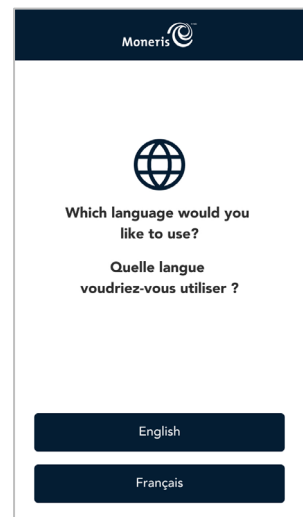 Moneris
Which language would you
like to use?
Quelle langue
voudriez-vous utiliser ?
English
Français